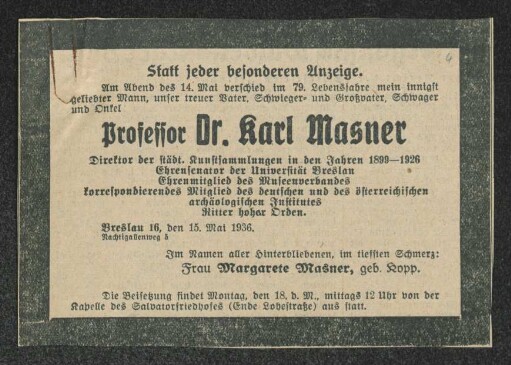 Statt jeder besonderen Anzeige.
Am Abend des 14. Mai verschied im 79. Lebensjahre mein innigst
geliebter Mann, unser treuer Vater, Schwieger- und Großvater, Schwager
und Onkel
Professor Dr. Karl Masner
Direktor der städt. Kunstsammlungen in den Jahren 1899—1926
Ehrensenator der Universität Breslau
Ehrenmitglied des Museenverbandes
korrespondierendes Mitglied des deutschen und des österreichischen
archäologischen Institutes
Ritter hoher Orden.
Breslau 16, den 15. Mai 1936.
Nachtigallenweg 5
Im Namen aller Hinterbliebenen, im tiefsten Schmerz:
Frau Margarete Masner, geb. Kopp.
Die Beisetzung findet Montag, den 18. d. M., mittags 12 Uhr von der
Kapelle des Salvatorfriedhofes (Ende Lohestraße) aus statt.